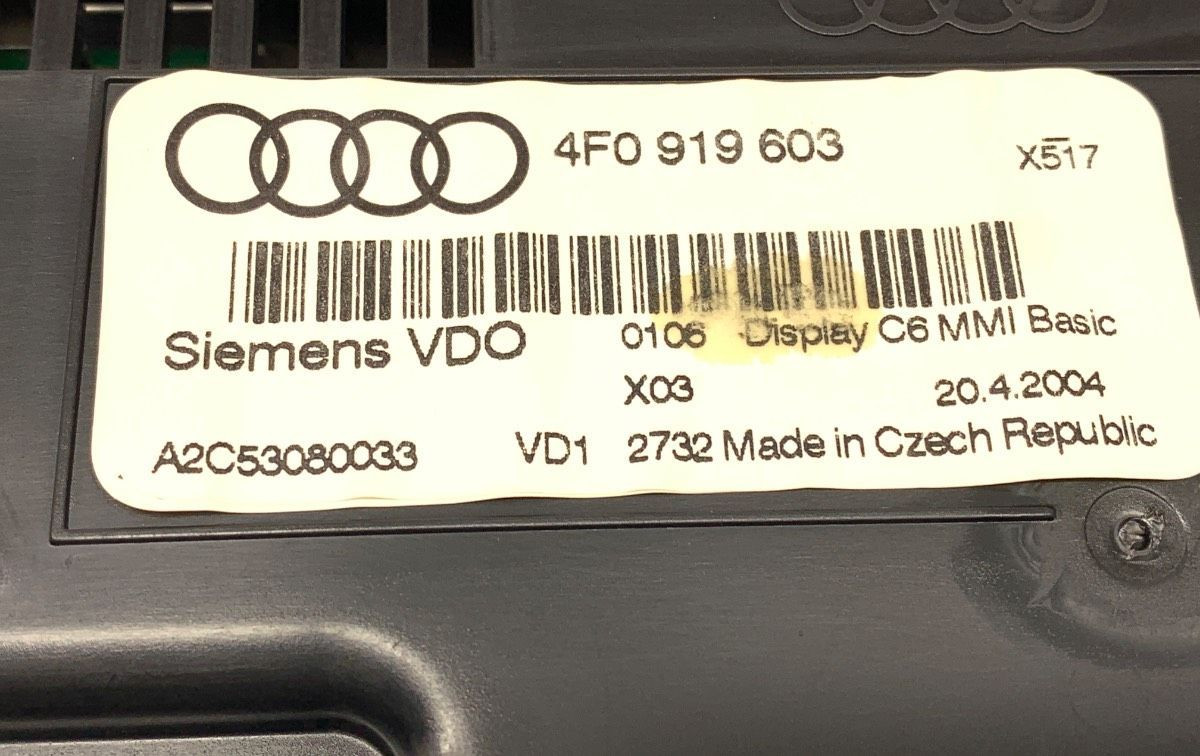 4F0 919 603 X517
Siemens VDO 0106 Display C6 MMI Basic
X03 20.4.2004
A2C53080033 VD1 2732 Made in Czech Republic